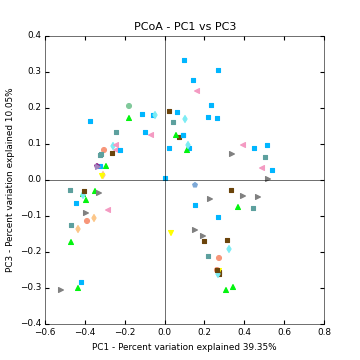 PCoA - PC1 vs PC3
0.4
0.3
0.2
0.1
0.0
−0.1
−0.2
−0.3
−0.4
PC3 - Percent variation explained 10.05%
−0.6 −0.4 −0.2 0.0 0.2 0.4 0.6 0.8
PC1 - Percent variation explained 39.35%